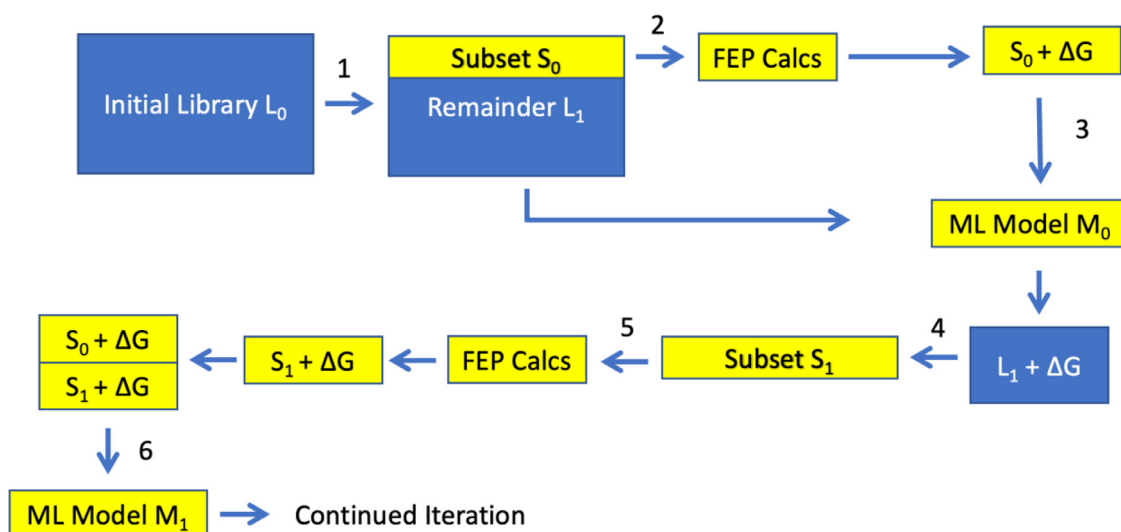 Initial Library L₀
1
Subset S₀
Remainder L₁
2
FEP Calcs
S₀ + ΔG
3
ML Model M₀
L₁ + ΔG
4
Subset S₁
5
FEP Calcs
S₁ + ΔG
S₀ + ΔG
S₁ + ΔG
6
ML Model M₁
Continued Iteration